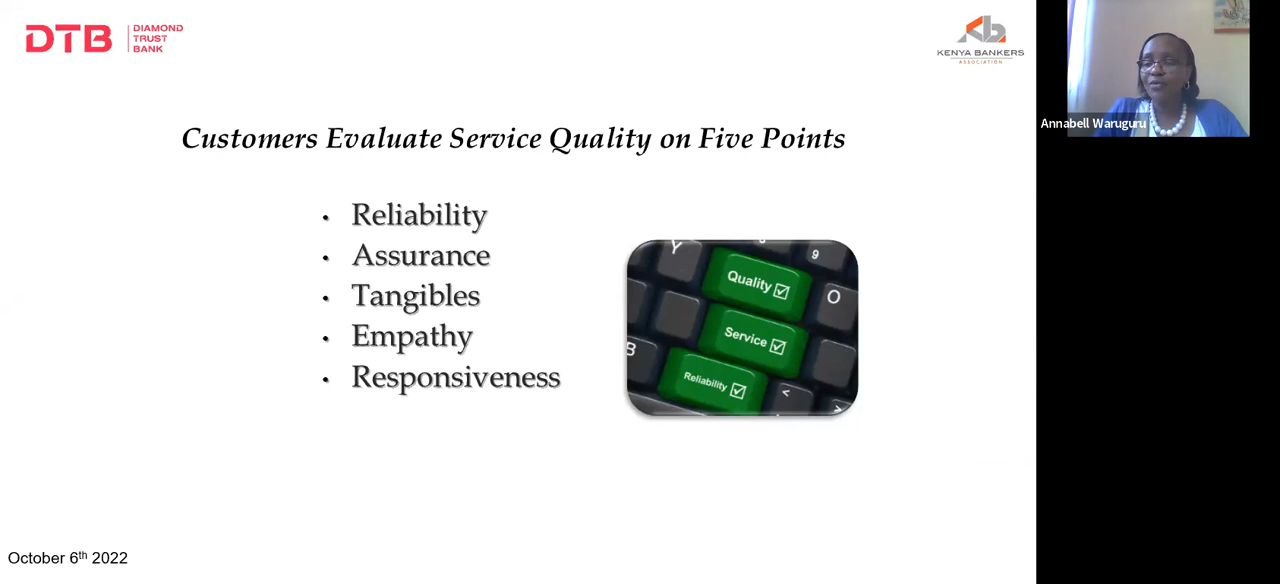 DTB
DIAMOND
TRUST
BANK
KENYA BANKERS
ASSOCIATION
Annabell Waruguru
Customers Evaluate Service Quality on Five Points
• Reliability
• Assurance
• Tangibles
• Empathy
• Responsiveness
Y
9
Quality
O
Service
B
Reliability
<
>
October 6th 2022